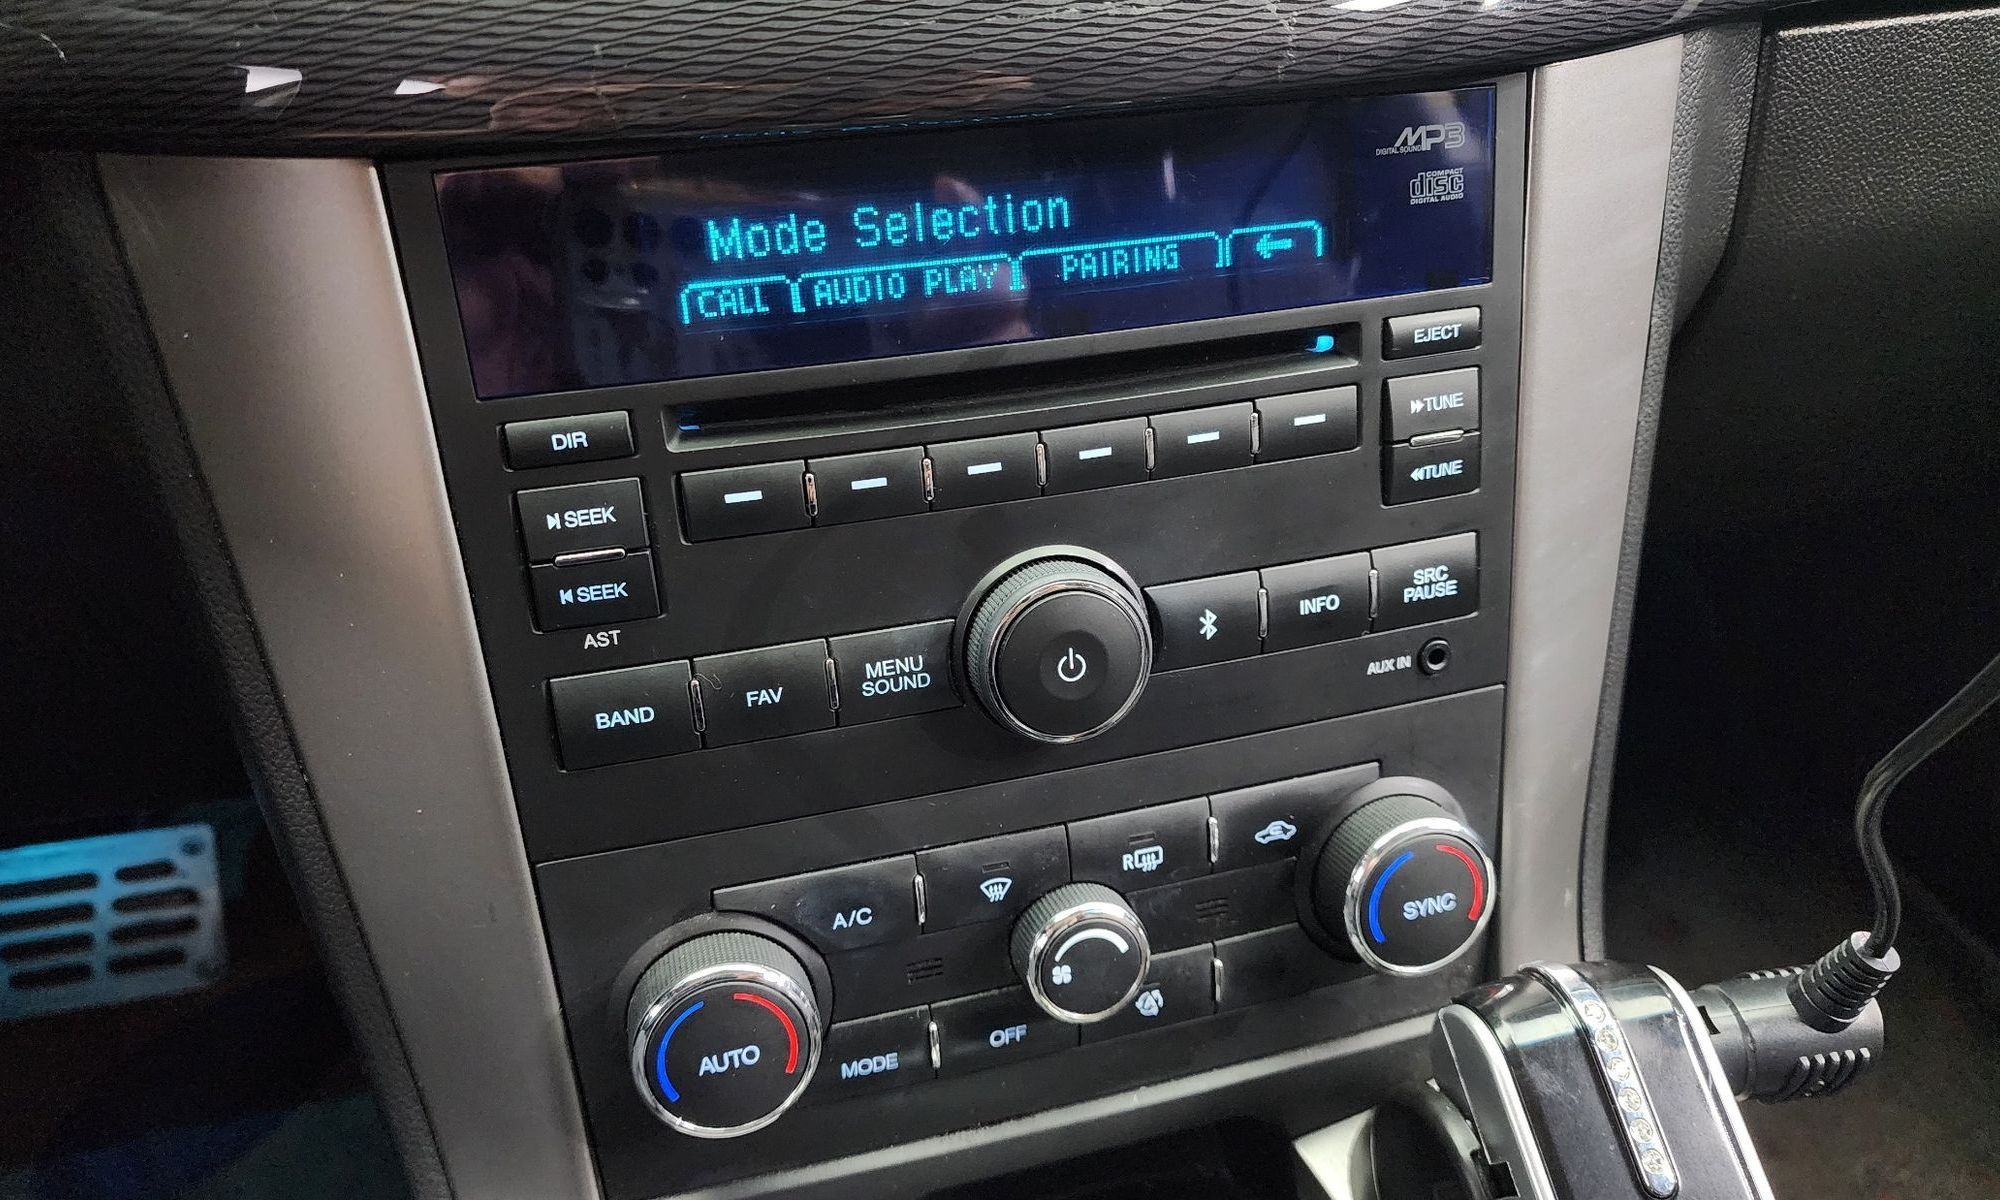 MP3
DIGITAL SOUND
COMPACT
disc
DIGITAL AUDIO
Mode Selection
CALL AUDIO PLAY PAIRING
EJECT
DIR
TUNE
TUNE
SEEK
SEEK
AST
BAND
FAV
MENU
SOUND
INFO
SRC
PAUSE
AUX IN
A/C
R
SYNC
AUTO
MODE
OFF